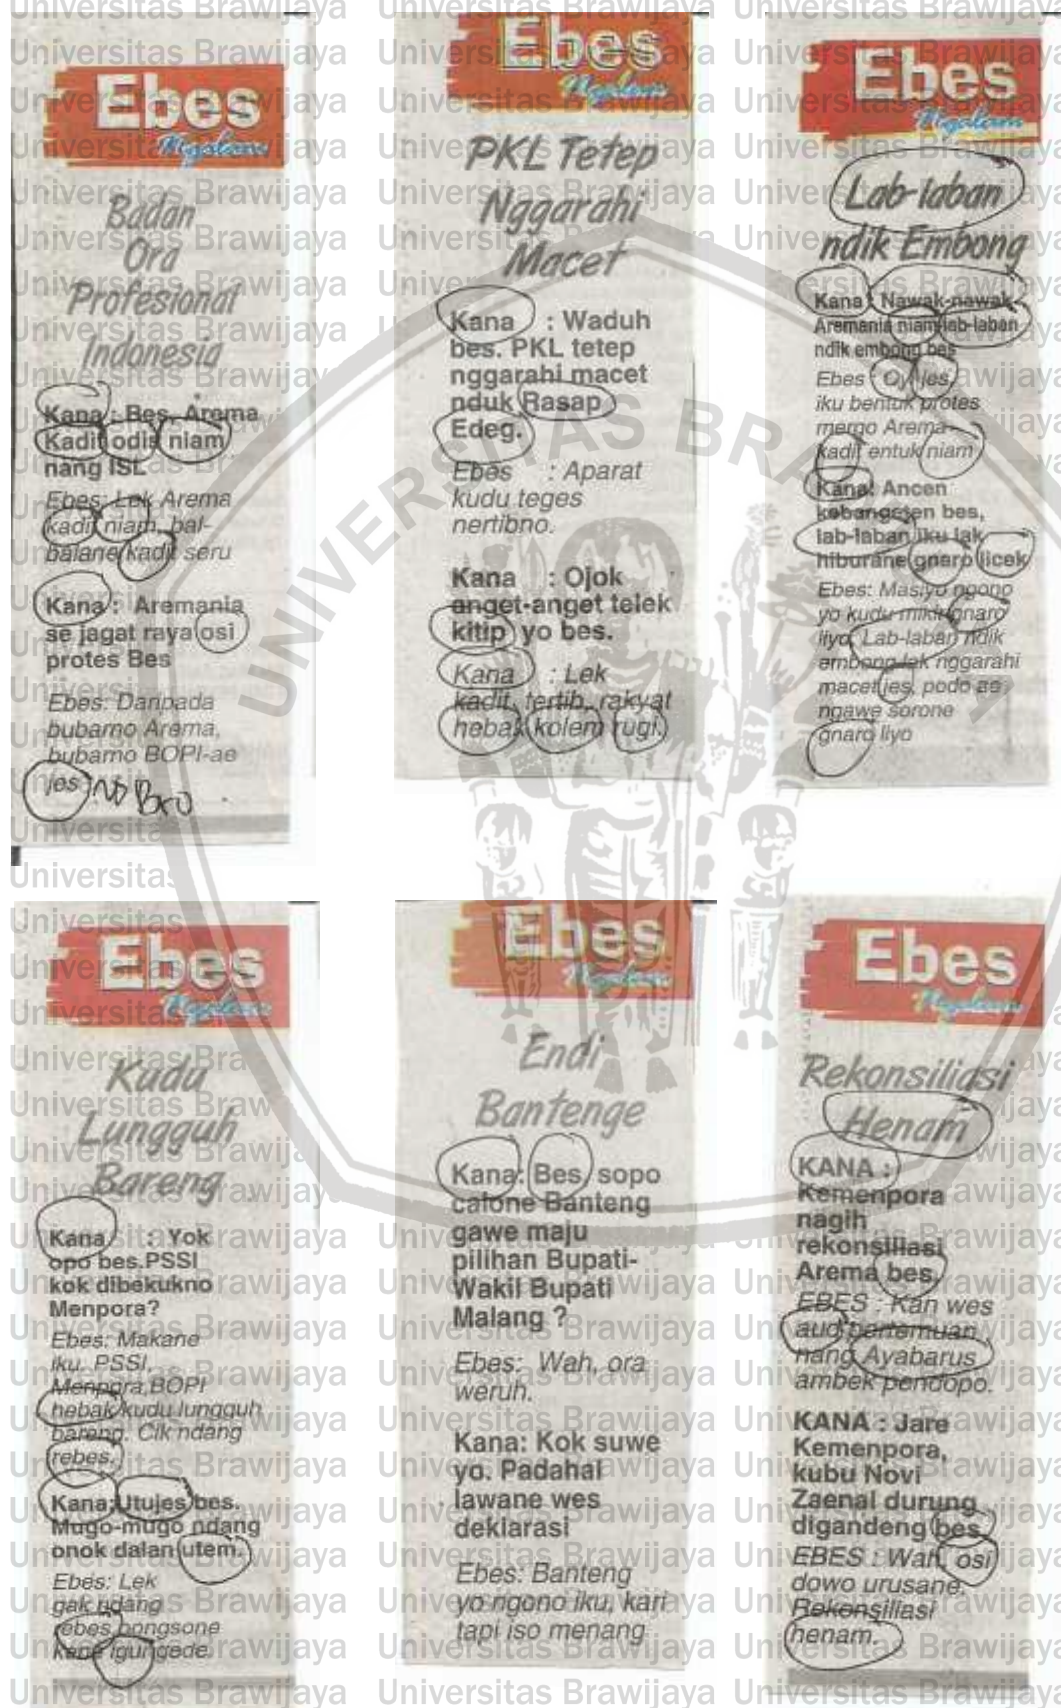 Ebes
Ngalam
Badan
Ora
Profesional
Indonesia
Kana : Bes, Arema
Kadit odis niam
nang ISL
Ebes: Lek Arema
kadit niam, bal-
balane kadit seru
Kana : Aremania
se jagat raya osi
protes Bes
Ebes: Daripada
bubarno Arema,
bubarno BOPI-ae
jes
Ebes
Ngalam
PKL Tetep
Nggarahi
Macet
Kana : Waduh
bes. PKL tetep
nggarahi macet
nduk Rasap
Edeg.
Ebes : Aparat
kudu teges
nertibno.
Kana : Ojok
anget-anget telek
kitip yo bes.
Kana : Lek
kadit, tertib, rakyat
hebak kolem rugi.
Ebes
Ngalam
Lab-laban
ndik Embong
Kana : Nawak-nawak
Aremania niam lab-laban
ndik embong bes
Ebes : Oyi jes,
iku bentuk protes
mergo Arema
kadit entuk niam
Kana: Ancen
kebangeten bes,
lab-laban iku lak
hiburane gnaro licek
Ebes: Masiyo ngono
yo kudu mikir gnaro
liyo. Lab-laban ndik
embong lak nggarahi
macet jes, podo ae
ngawe sorone
gnaro liyo
Ebes
Ngalam
Kudu
Lungguh
Bareng
Kana : Yok
opo bes.PSSI
kok dibekukno
Menpora?
Ebes: Makane
iku. PSSI,
Menpora,BOPI
hebak kudu lungguh
bareng. Cik ndang
rebes.
Kana: Utujes bes.
Mugo-mugo ndang
onok dalan utem.
Ebes: Lek
gak ndang
rebes bongsone
kene igur gede.
Ebes
Ngalam
Endi
Bantenge
Kana: Bes, sopo
calone Banteng
gawe maju
pilihan Bupati-
Wakil Bupati
Malang ?
Ebes: Wah, ora
weruh.
Kana: Kok suwe
yo. Padahal
lawane wes
deklarasi
Ebes: Banteng
yo ngono iku, kari
tapi iso menang
Ebes
Ngalam
Rekonsiliasi
Henam
KANA :
Kemenpora
nagih
rekonsiliasi
Arema bes,
EBES : Kan wes
aud pertemuan
nang Ayabarus
ambek pendopo.
KANA : Jare
Kemenpora,
kubu Novi
Zaenal durung
digandeng bes,
EBES : Wah, osi
dowo urusane.
Rekonsiliasi
henam.
UNIVERSITAS BRAWIJAYA